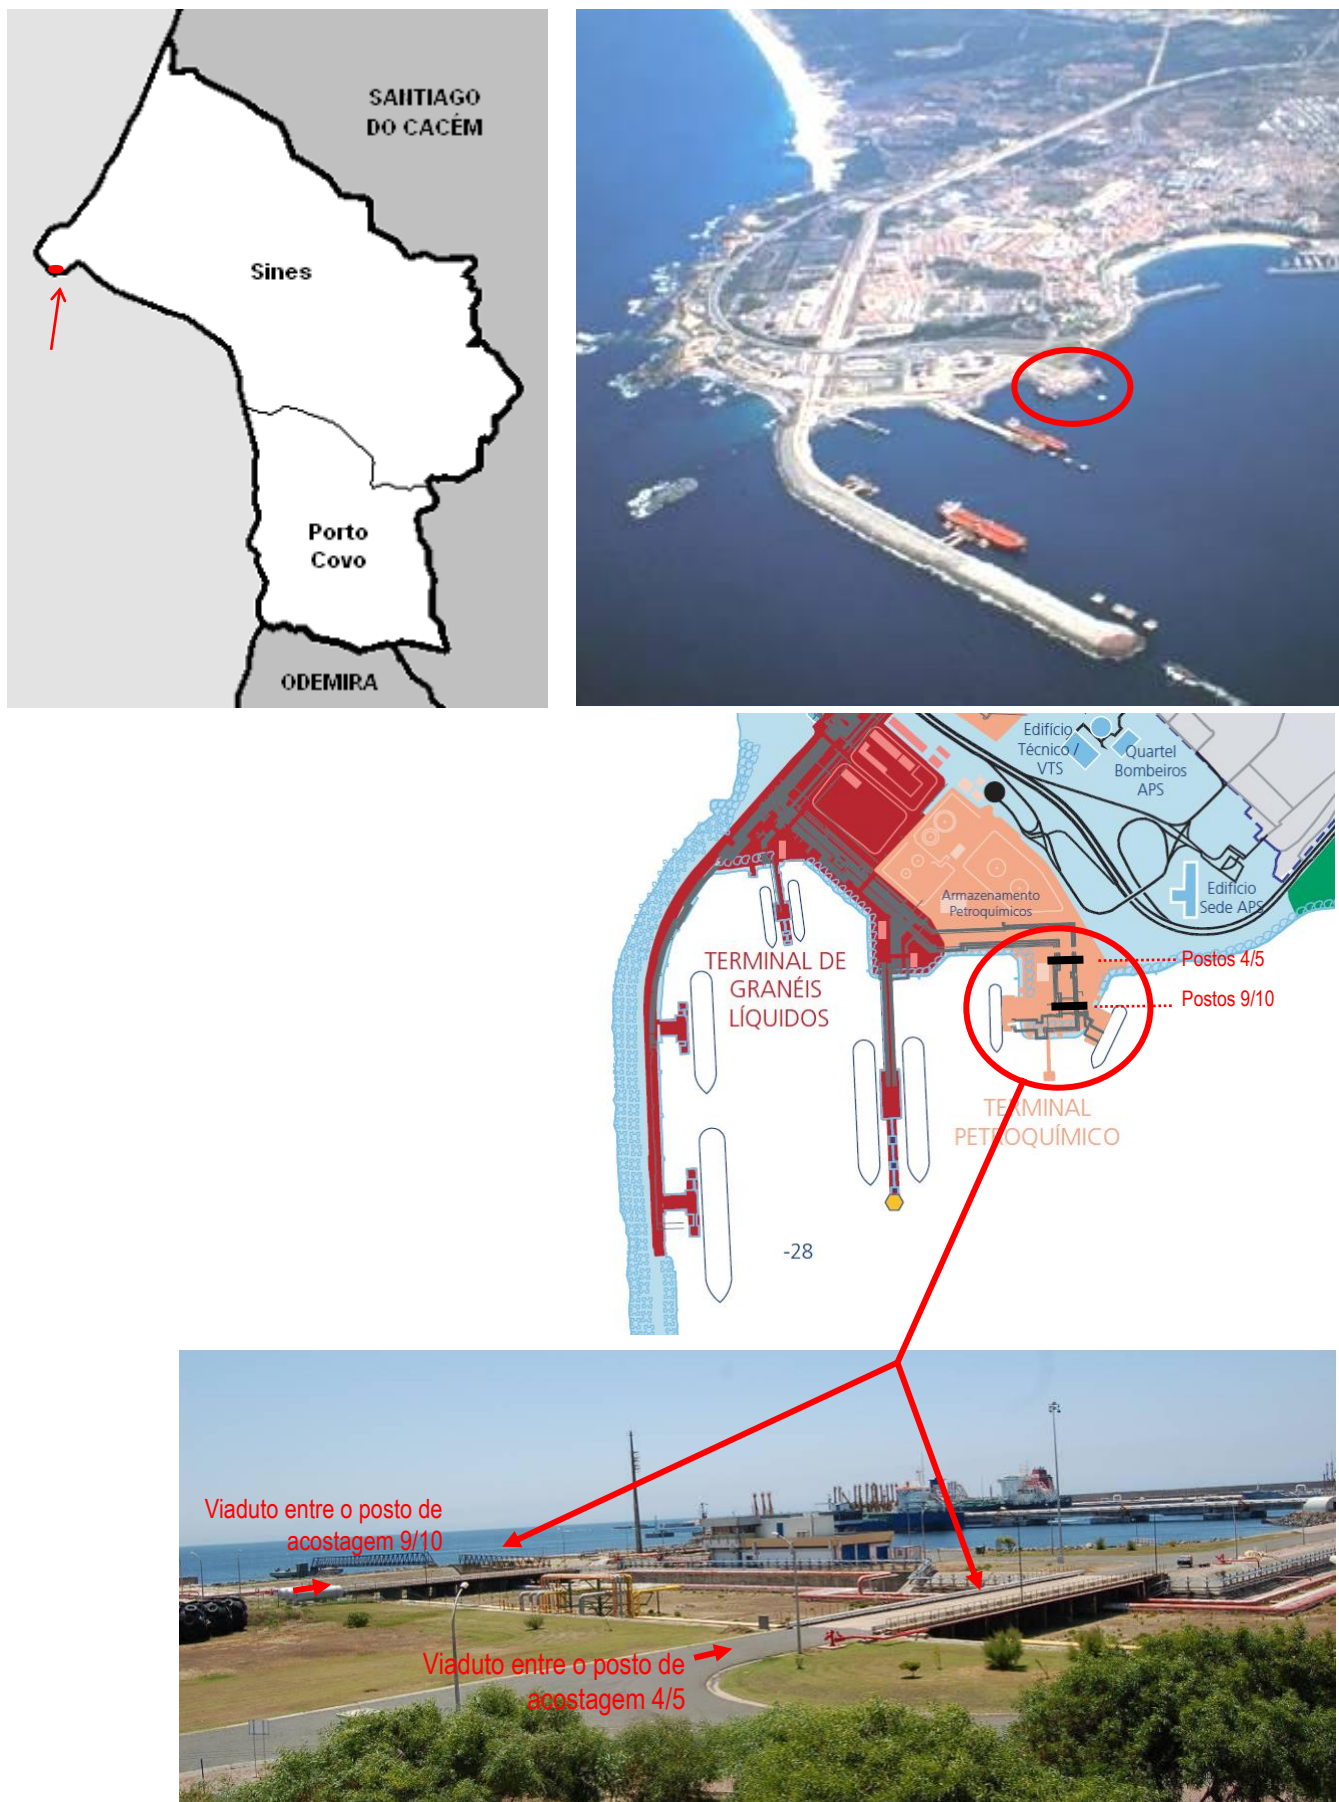 SANTIAGO
DO CACÉM
Sines
Porto
Covo
ODEMIRA
Edifício
Técnico /
VTS
Quartel
Bombeiros
APS
Edifício
Sede APS
Armazenamento
Petroquímicos
TERMINAL DE
GRANÉIS
LÍQUIDOS
Postos 4/5
Postos 9/10
TERMINAL
PETROQUÍMICO
-28
Viaduto entre o posto de
acostagem 9/10
Viaduto entre o posto de
acostagem 4/5